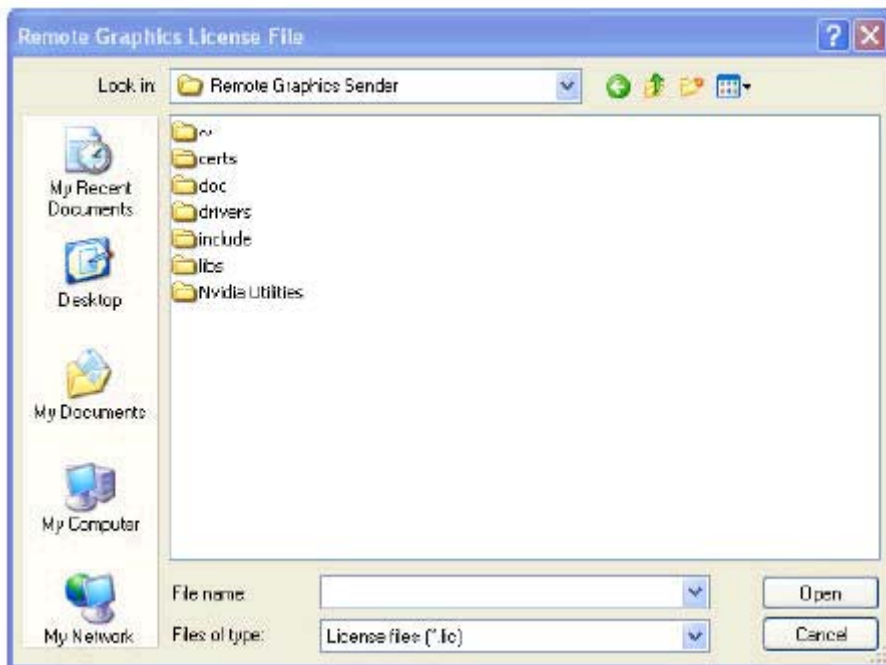 Remote Graphics License File
Look in:
Remote Graphics Sender
~
certs
doc
drivers
include
libs
Nvidia Utilities
My Recent
Documents
Desktop
My Documents
My Computer
My Network
File name:
Open
Files of type:
License files (*.lic)
Cancel